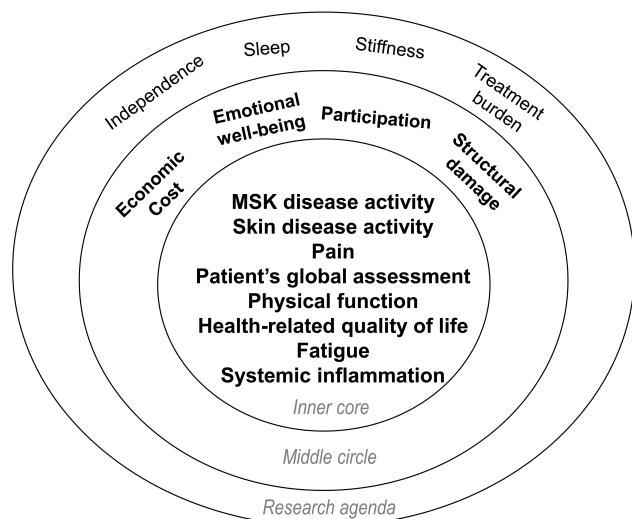 Independence
Sleep
Stiffness
Treatment
burden
Economic
Cost
Emotional
well-being
Participation
Structural
damage
MSK disease activity
Skin disease activity
Pain
Patient's global assessment
Physical function
Health-related quality of life
Fatigue
Systemic inflammation
Inner core
Middle circle
Research agenda